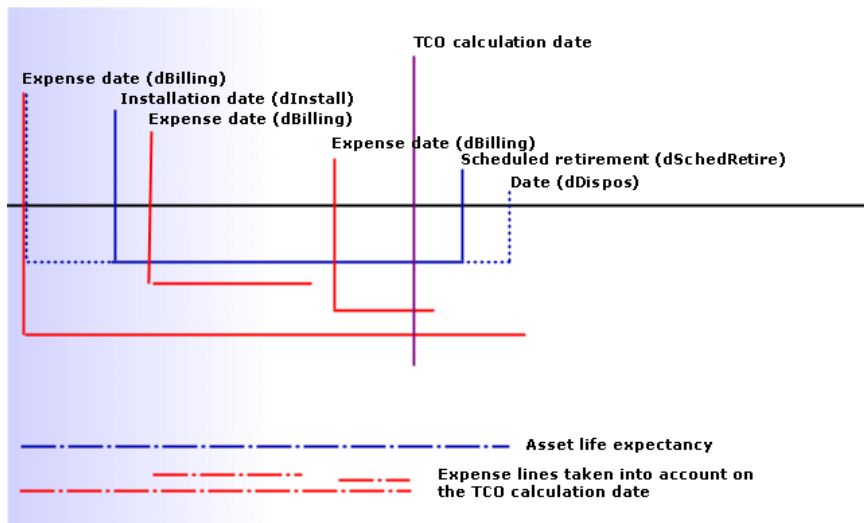 TCO calculation date
Expense date (dBilling)
Installation date (dInstall)
Expense date (dBilling)
Expense date (dBilling)
Scheduled retirement (dSchedRetire)
Date (dDispos)
Asset life expectancy
Expense lines taken into account on
the TCO calculation date